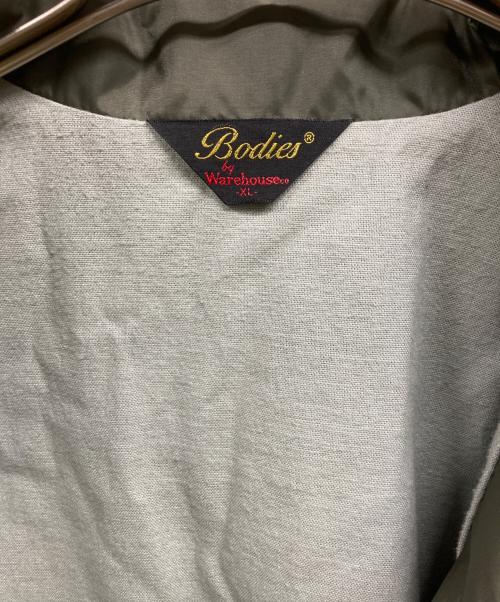 Bodies®
by
Warehouse co
-XL-